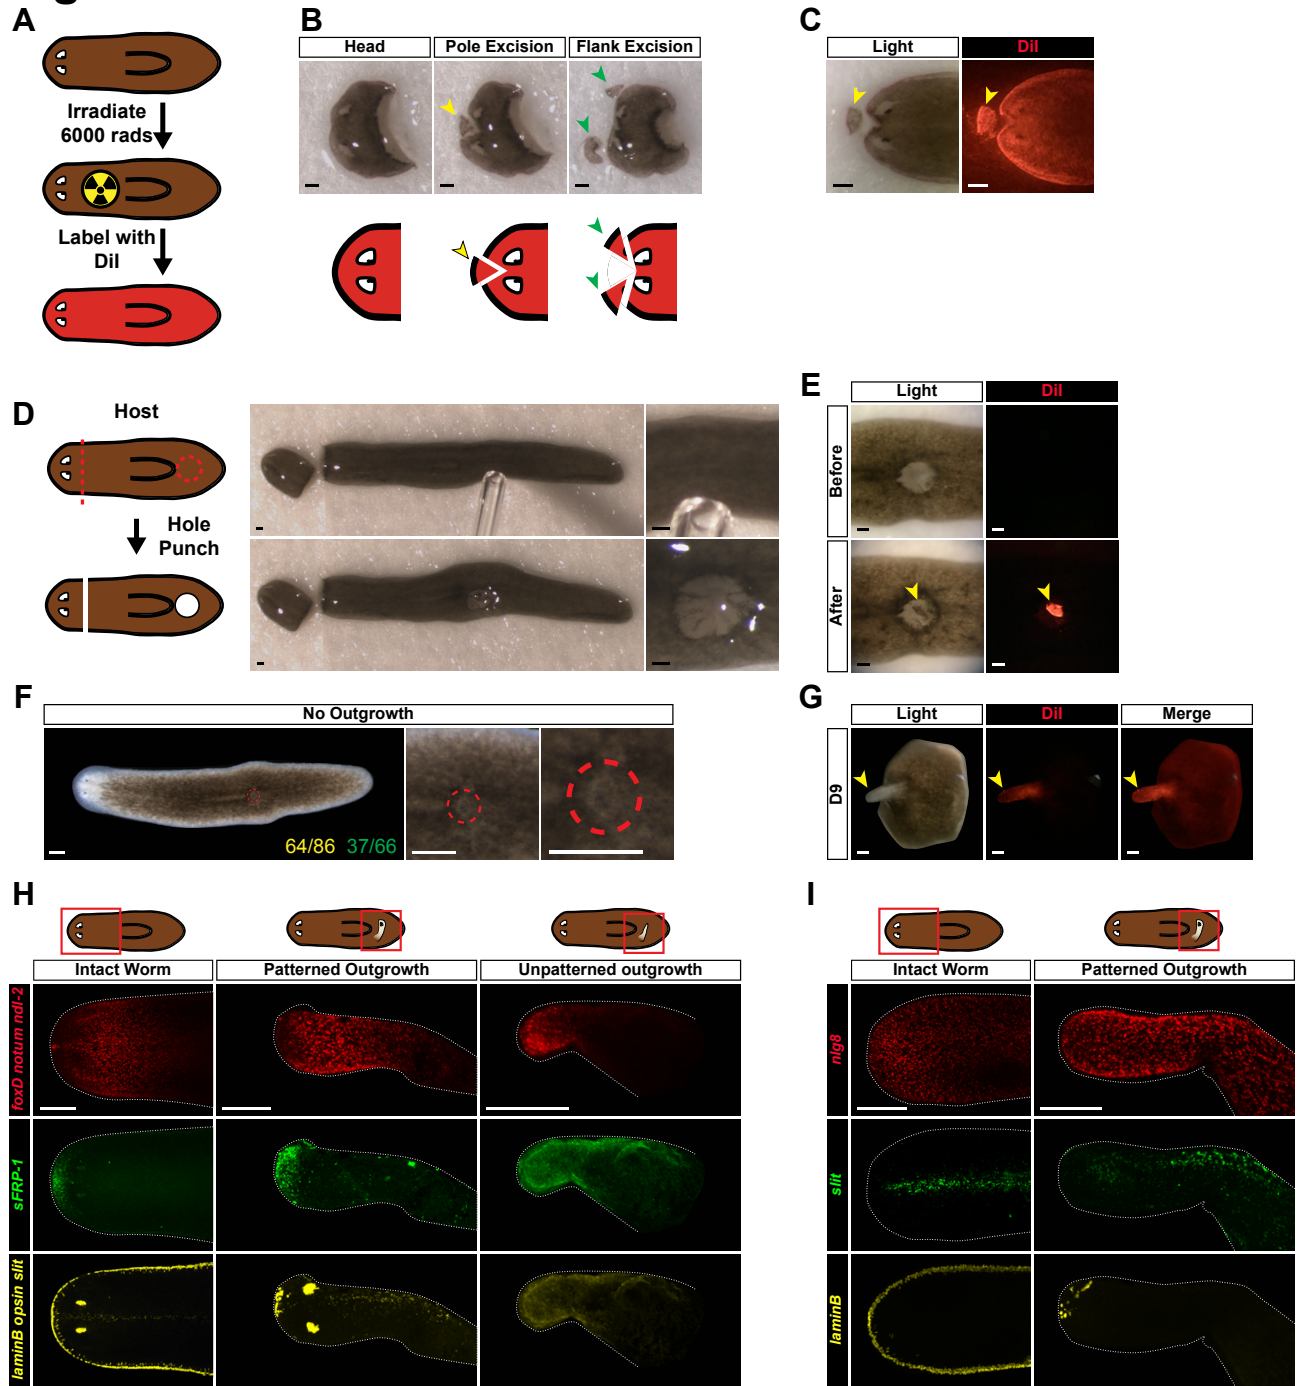 A
Irradiate
6000 rads
Label with
DiI
B
Head
Pole Excision
Flank Excision
C
Light
DiI
D
Host
Hole
Punch
E
Light
DiI
Before
After
F
No Outgrowth
64/86 37/66
G
Light
DiI
Merge
D9
H
Intact Worm
Patterned Outgrowth
Unpatterned outgrowth
foxD notum ndl-2
sFRP-1
laminB opsin slit
I
Intact Worm
Patterned Outgrowth
nlg8
slit
laminB